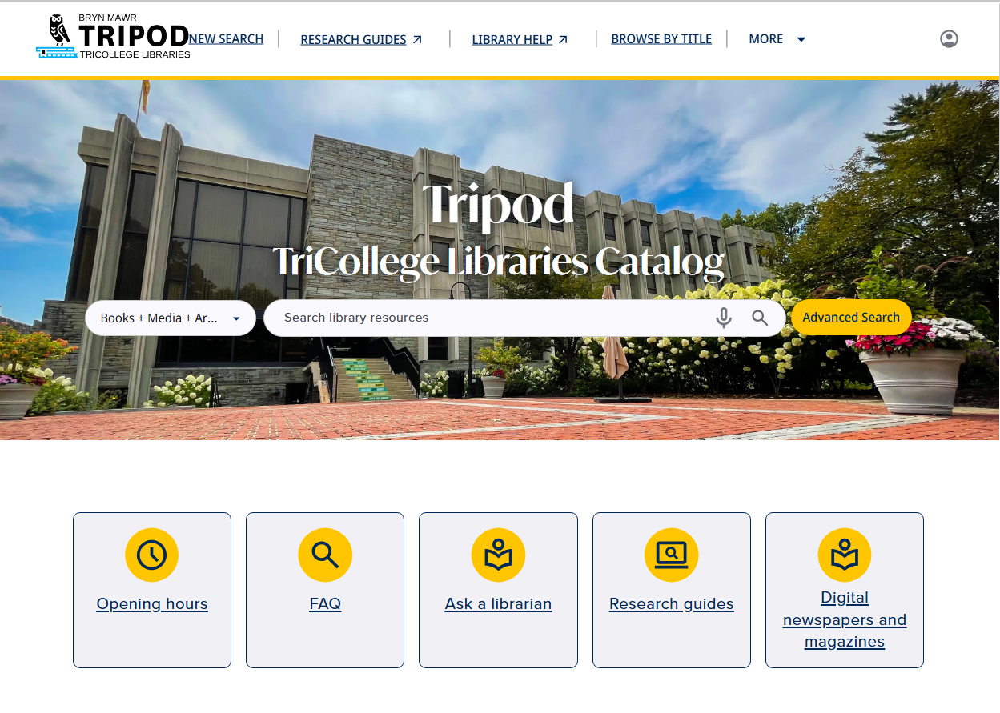 BRYN MAWR
TRIPOD
TRICOLLEGE LIBRARIES
NEW SEARCH
RESEARCH GUIDES
LIBRARY HELP
BROWSE BY TITLE
MORE
Tripod
TriCollege Libraries Catalog
Books + Media + Ar...
Search library resources
Advanced Search
Opening hours
FAQ
Ask a librarian
Research guides
Digital
newspapers and
magazines